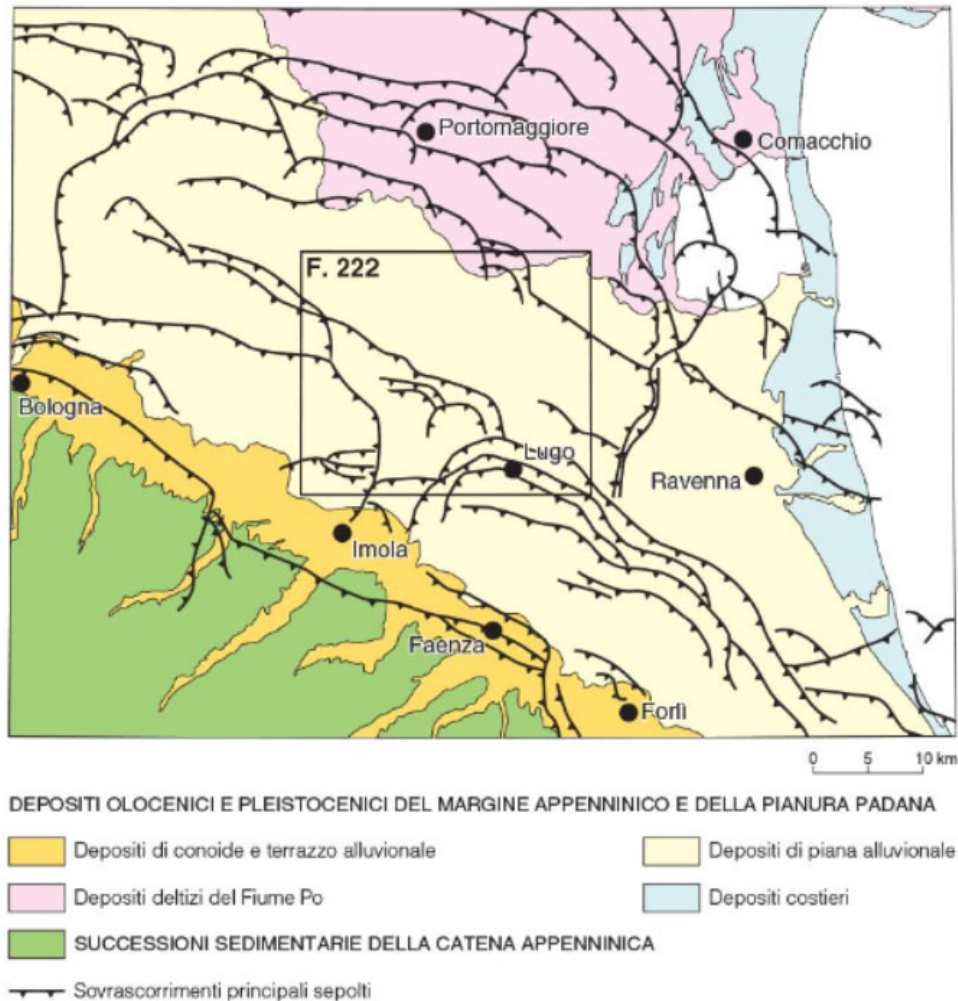 Portomaggiore
Comacchio
F. 222
Bologna
Lugo
Ravenna
Imola
Faenza
Forlì
0 5 10 km
DEPOSITI OLOCENICI E PLEISTOCENICI DEL MARGINE APPENNINICO E DELLA PIANURA PADANA
Depositi di conoide e terrazzo alluvionale
Depositi di piana alluvionale
Depositi deltizi del Fiume Po
Depositi costieri
SUCCESSIONI SEDIMENTARIE DELLA CATENA APPENNINICA
Sovrascorrimenti principali sepolti